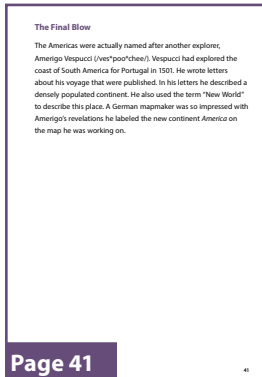 The Final Blow
The Americas were actually named after another explorer,
Amerigo Vespucci (/ves*poo*chee/). Vespucci had explored the
coast of South America for Portugal in 1501. He wrote letters
about his voyage that were published. In his letters he described a
densely populated continent. He also used the term “New World”
to describe this place. A German mapmaker was so impressed with
Amerigo’s revelations he labeled the new continent America on
the map he was working on.
Page 41
41